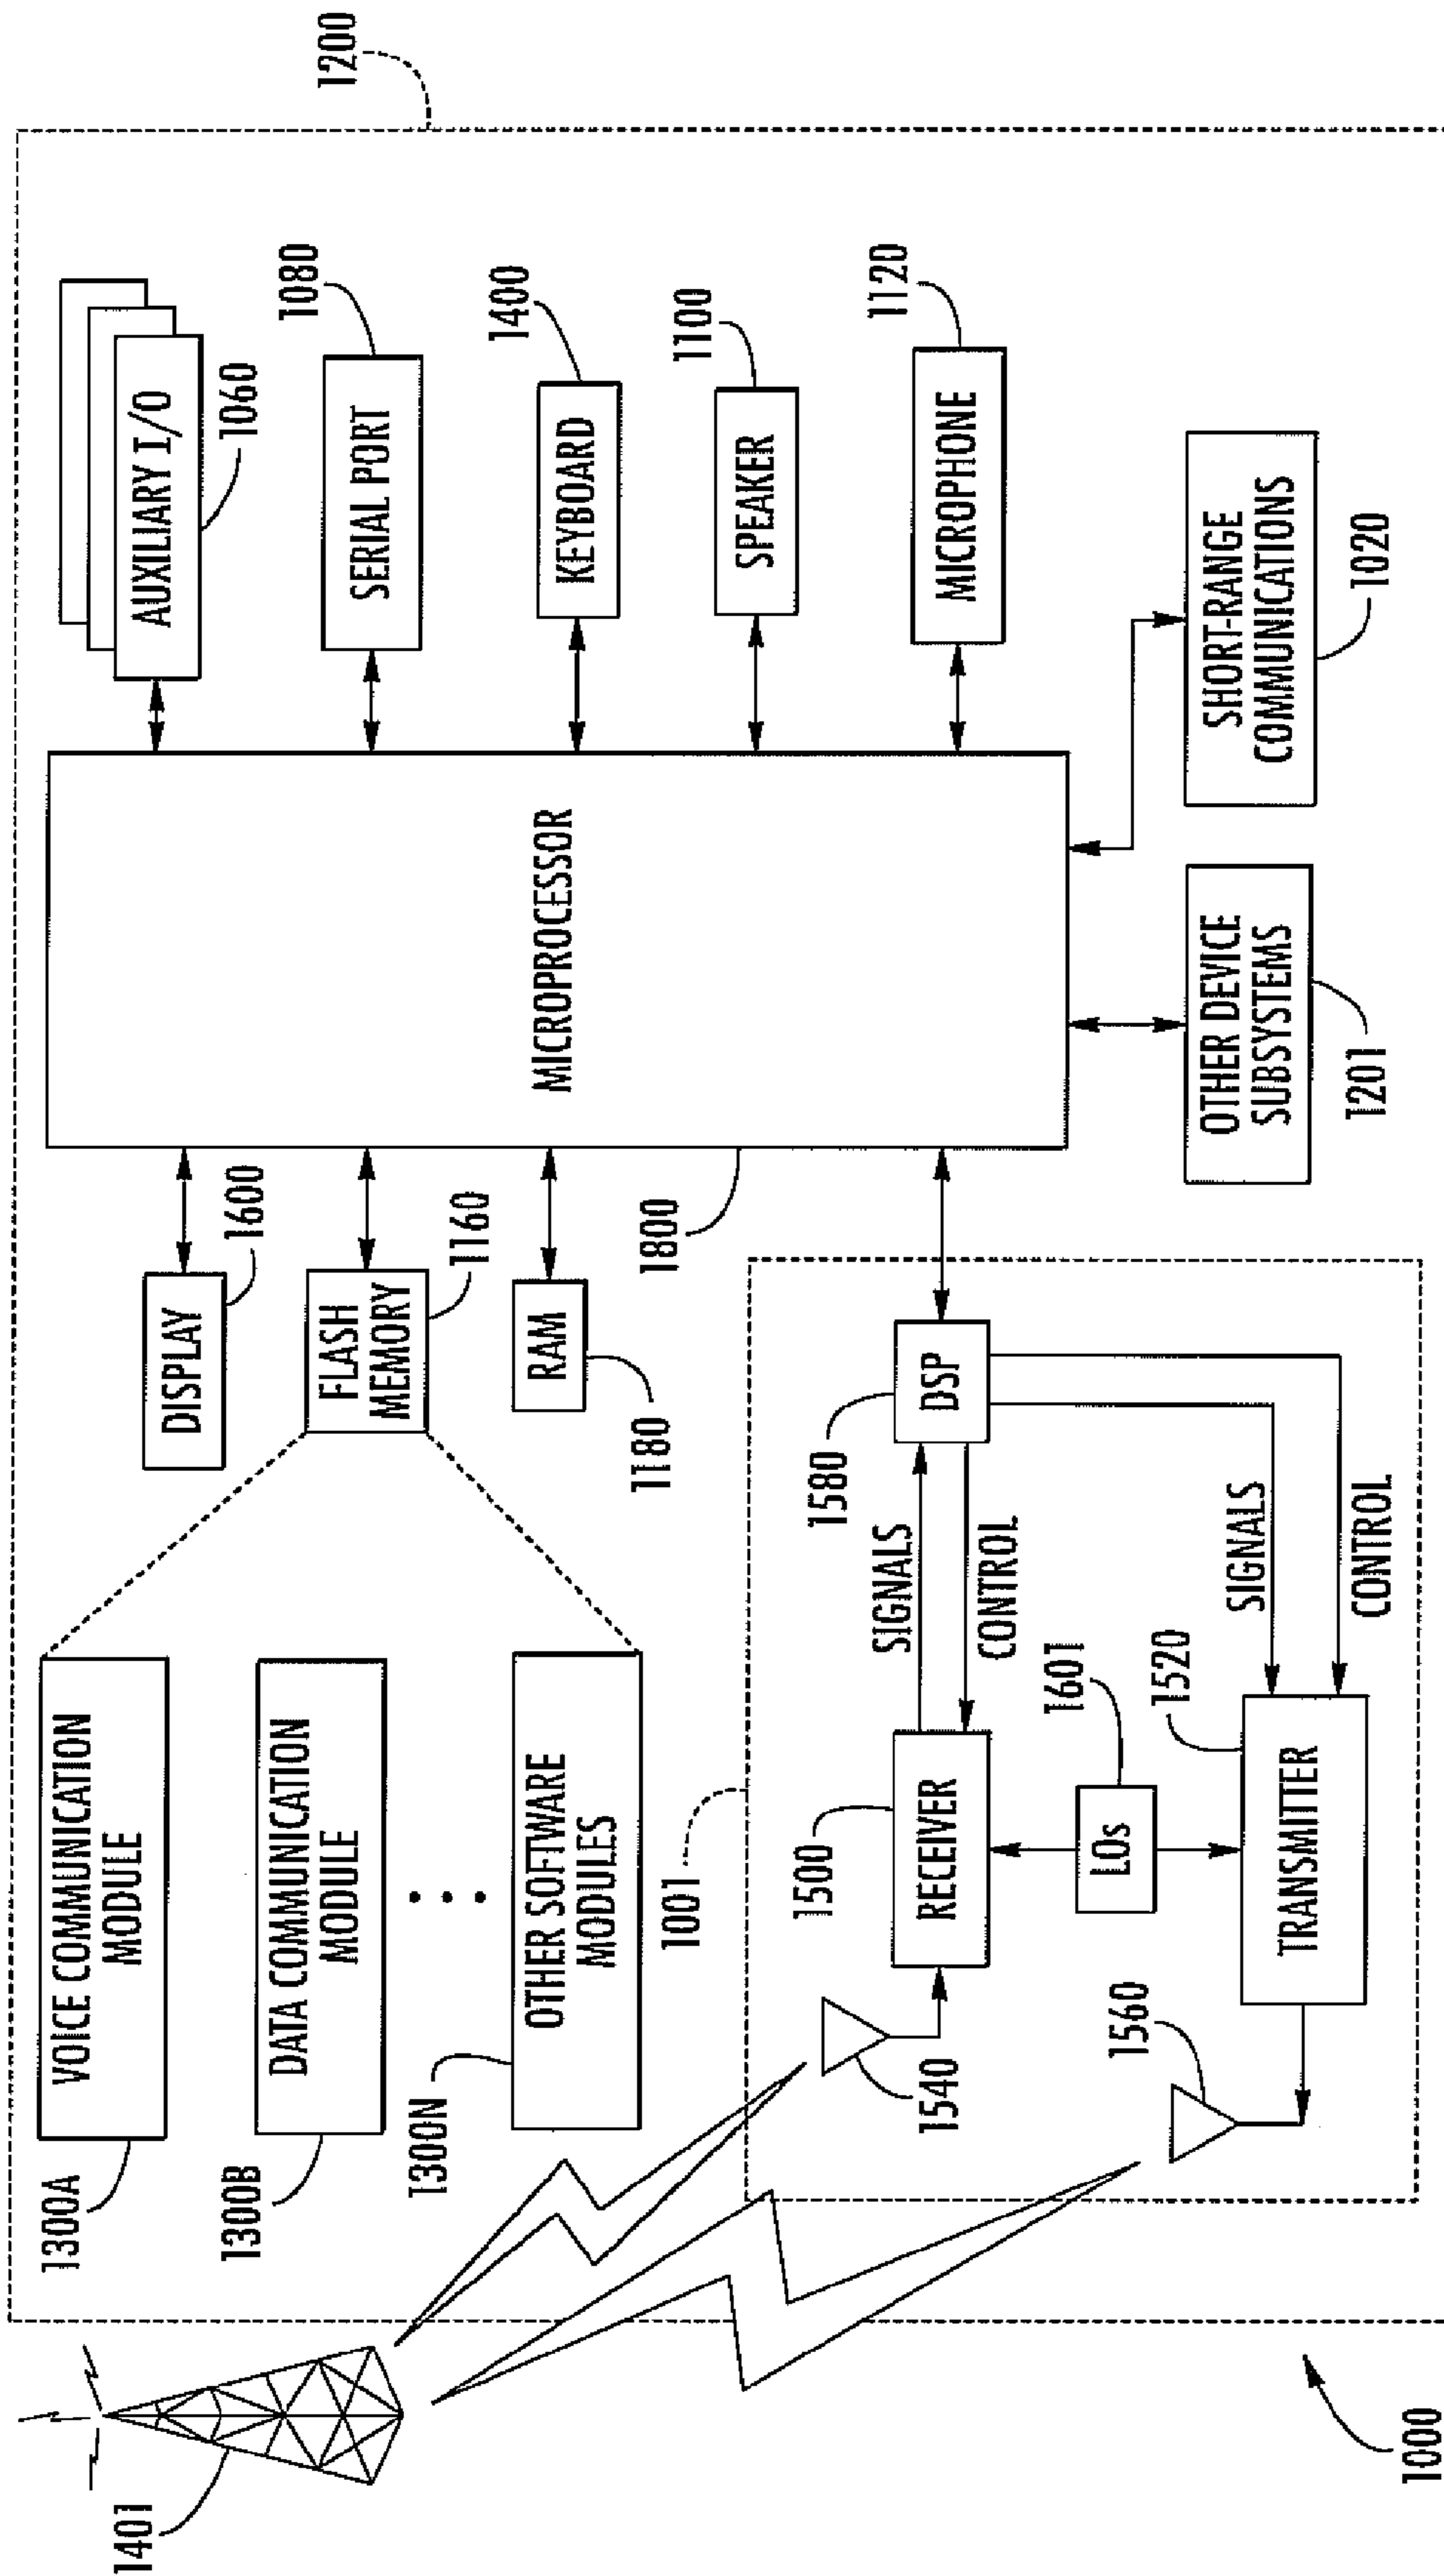 1401
1000
1200
1300A
VOICE COMMUNICATION
MODULE
1300B
DATA COMMUNICATION
MODULE
1300N
OTHER SOFTWARE
MODULES
DISPLAY
1600
FLASH
MEMORY
1160
RAM
1180
MICROPROCESSOR
1800
AUXILIARY I/O
1060
SERIAL PORT
1080
KEYBOARD
1400
SPEAKER
1100
MICROPHONE
1120
SHORT-RANGE
COMMUNICATIONS
1020
OTHER DEVICE
SUBSYSTEMS
1201
1001
1500
RECEIVER
SIGNALS
CONTROL
1580
DSP
1540
LOs
1601
1560
TRANSMITTER
1520
SIGNALS
CONTROL